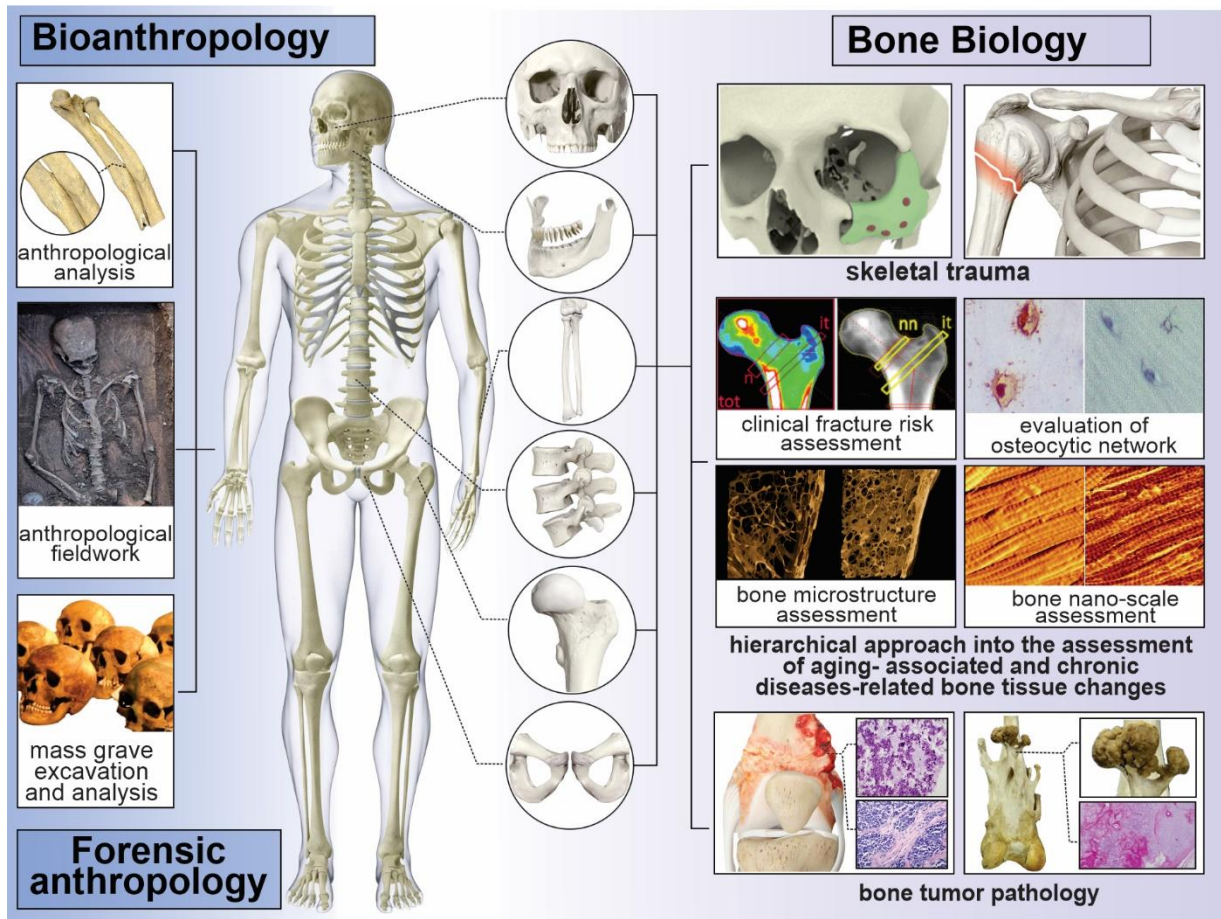 Bioanthropology
anthropological
analysis
anthropological
fieldwork
mass grave
excavation
and analysis
Forensic
anthropology
Bone Biology
skeletal trauma
it
n
tot
nn
it
clinical fracture risk
assessment
evaluation of
osteocytic network
bone microstructure
assessment
bone nano-scale
assessment
hierarchical approach into the assessment
of aging- associated and chronic
diseases-related bone tissue changes
bone tumor pathology